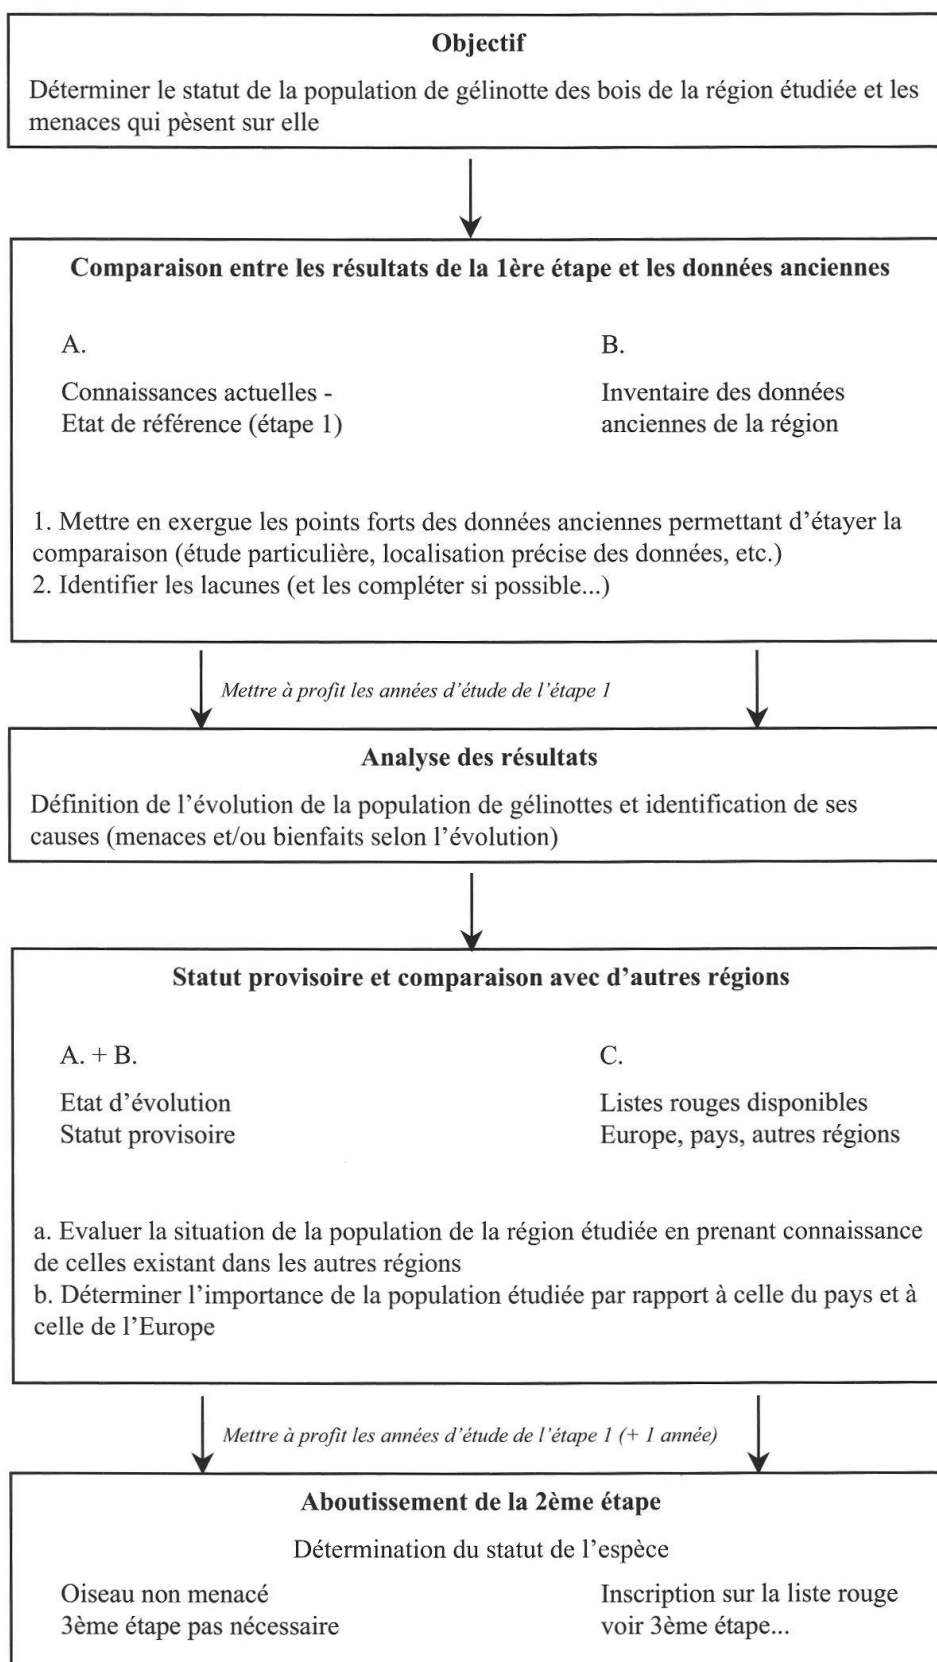 Objectif
Déterminer le statut de la population de gélinotte des bois de la région étudiée et les
menaces qui pèsent sur elle
Comparaison entre les résultats de la 1ère étape et les données anciennes
A.
Connaissances actuelles -
Etat de référence (étape 1)
B.
Inventaire des données
anciennes de la région
1. Mettre en exergue les points forts des données anciennes permettant d'étayer la
comparaison (étude particulière, localisation précise des données, etc.)
2. Identifier les lacunes (et les compléter si possible...)
Mettre à profit les années d'étude de l'étape 1
Analyse des résultats
Définition de l'évolution de la population de gélinottes et identification de ses
causes (menaces et/ou bienfaits selon l'évolution)
Statut provisoire et comparaison avec d'autres régions
A. + B.
Etat d'évolution
Statut provisoire
C.
Listes rouges disponibles
Europe, pays, autres régions
a. Evaluer la situation de la population de la région étudiée en prenant connaissance
de celles existant dans les autres régions
b. Déterminer l'importance de la population étudiée par rapport à celle du pays et à
celle de l'Europe
Mettre à profit les années d'étude de l'étape 1 (+ 1 année)
Aboutissement de la 2ème étape
Détermination du statut de l'espèce
Oiseau non menacé
3ème étape pas nécessaire
Inscription sur la liste rouge
voir 3ème étape...